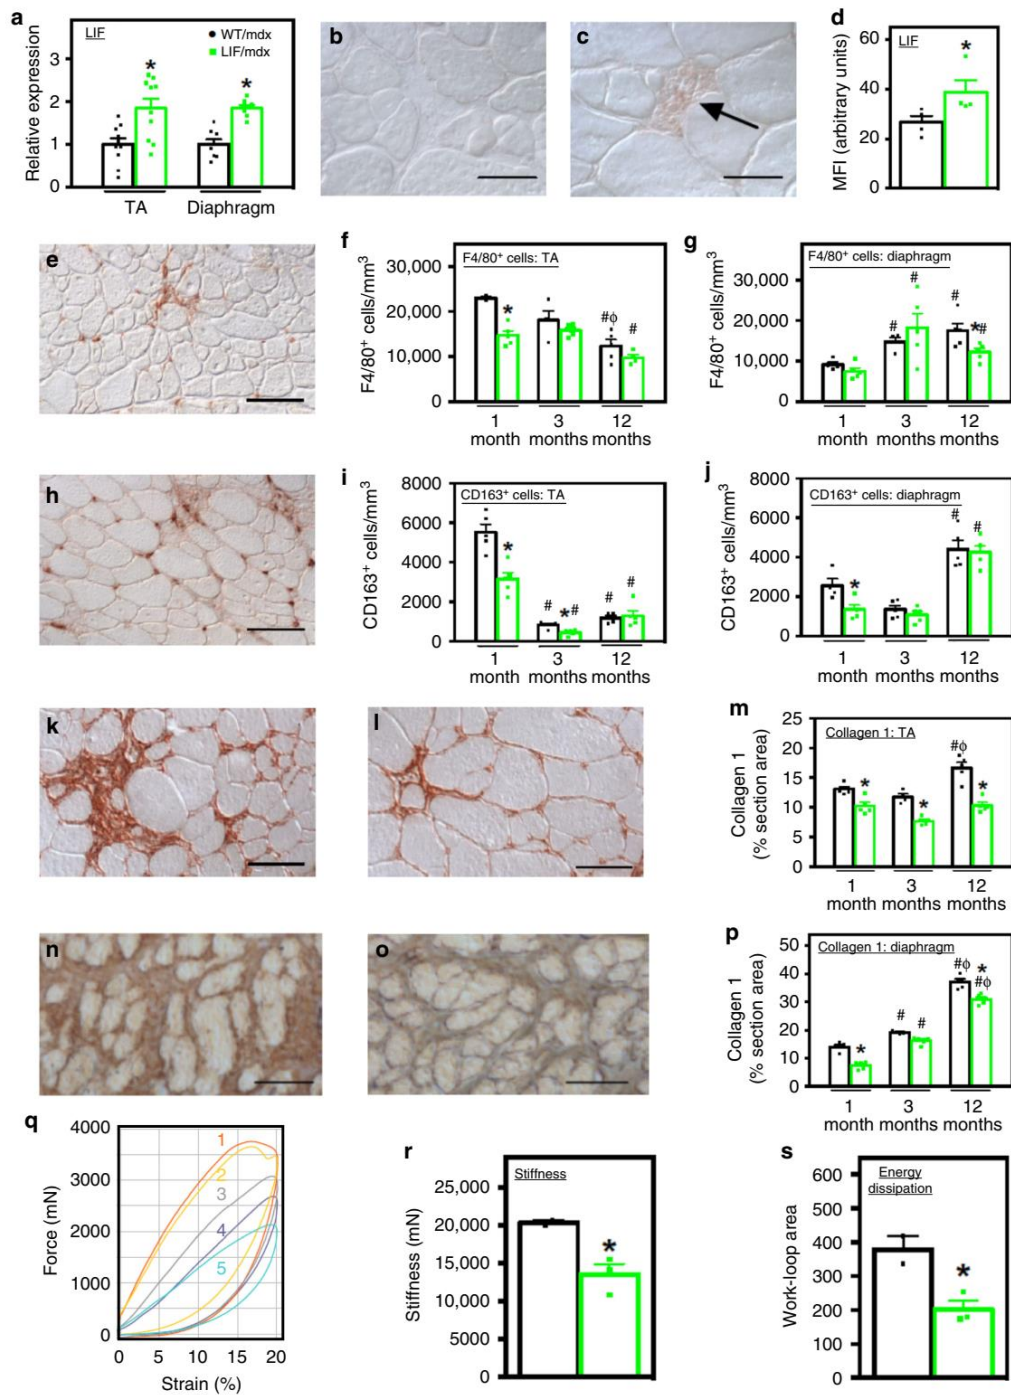 a
LIF
WT/mdx
LIF/mdx
*
*
Relative expression
3
2
1
0
TA
Diaphragm
b
c
d
LIF
*
MFI (arbitrary units)
60
40
20
0
e
f
F4/80+ cells: TA
F4/80+ cells/mm3
30,000
20,000
10,000
0
*
#ϕ
#
1
month
3
months
12
months
g
F4/80+ cells: diaphragm
F4/80+ cells/mm3
30,000
20,000
10,000
0
#
#
#
*#
1
month
3
months
12
months
h
i
CD163+ cells: TA
CD163+ cells/mm3
8000
6000
4000
2000
0
*
#
*#
#
#
1
month
3
months
12
months
j
CD163+ cells: diaphragm
CD163+ cells/mm3
8000
6000
4000
2000
0
*
#
#
1
month
3
months
12
months
k
l
m
Collagen 1: TA
Collagen 1
(% section area)
25
20
15
10
5
0
*
*
#ϕ
*
1
month
3
months
12
months
n
o
p
Collagen 1: diaphragm
Collagen 1
(% section area)
50
40
30
20
10
0
*
#
#
#ϕ
*
#ϕ
1
month
3
months
12
months
q
Force (mN)
4000
3000
2000
1000
0
1
2
3
4
5
0
5
10
15
20
Strain (%)
r
Stiffness
Stiffness (mN)
25,000
20,000
15,000
10,000
5000
0
*
s
Energy
dissipation
Work-loop area
600
500
400
300
200
100
0
*